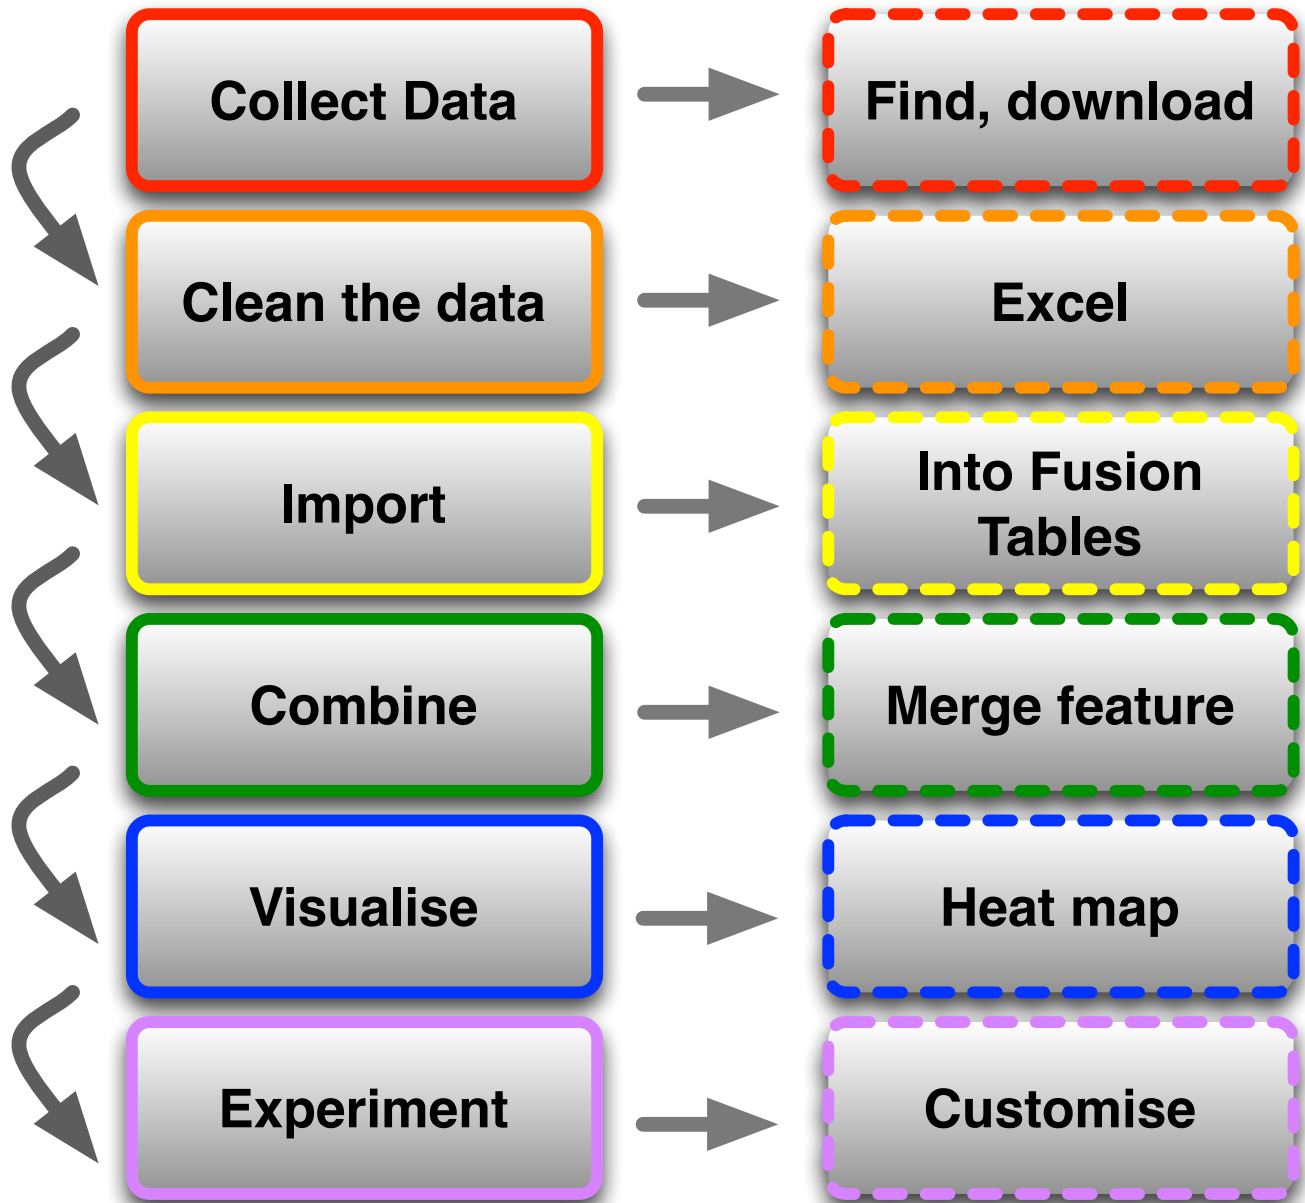 Collect Data
Find, download
Clean the data
Excel
Import
Into Fusion
Tables
Combine
Merge feature
Visualise
Heat map
Experiment
Customise